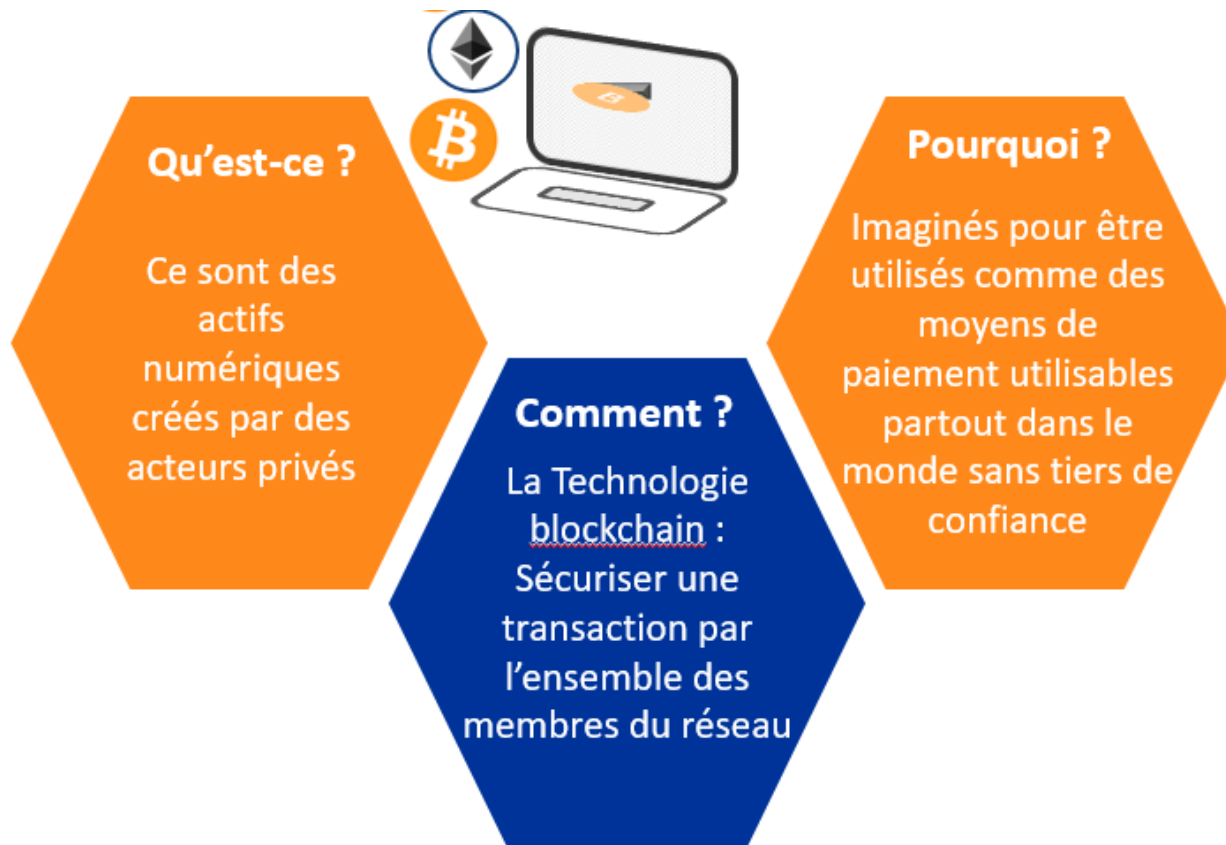 Qu’est-ce ?
Ce sont des
actifs
numériques
créés par des
acteurs privés
Comment ?
La Technologie
blockchain :
Sécuriser une
transaction par
l’ensemble des
membres du réseau
Pourquoi ?
Imaginés pour être
utilisés comme des
moyens de
paiement utilisables
partout dans le
monde sans tiers de
confiance